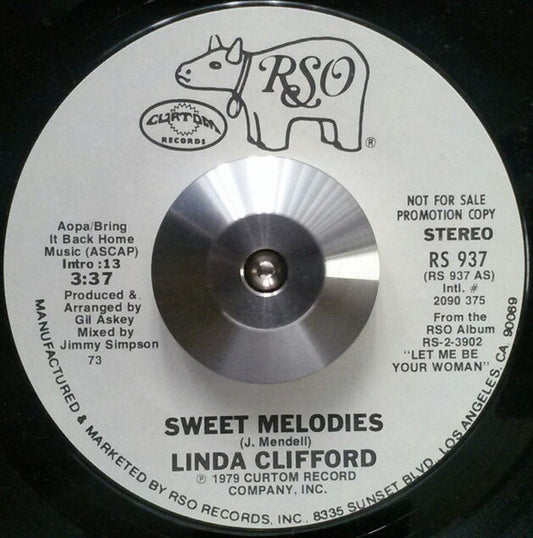 RSO
®
CURTOM
RECORDS
Aopa/Bring
It Back Home
Music (ASCAP)
Intro :13
3:37
Produced &
Arranged by
Gil Askey
Mixed by
Jimmy Simpson
73
NOT FOR SALE
PROMOTION COPY
STEREO
RS 937
(RS 937 AS)
Intl. #
2090 375
From the
RSO Album
RS-2-3902
"LET ME BE
YOUR WOMAN"
SWEET MELODIES
(J. Mendell)
LINDA CLIFFORD
℗ 1979 CURTOM RECORD
COMPANY, INC.
MANUFACTURED & MARKETED BY RSO RECORDS, INC., 8335 SUNSET BLVD., LOS ANGELES, CA. 90069